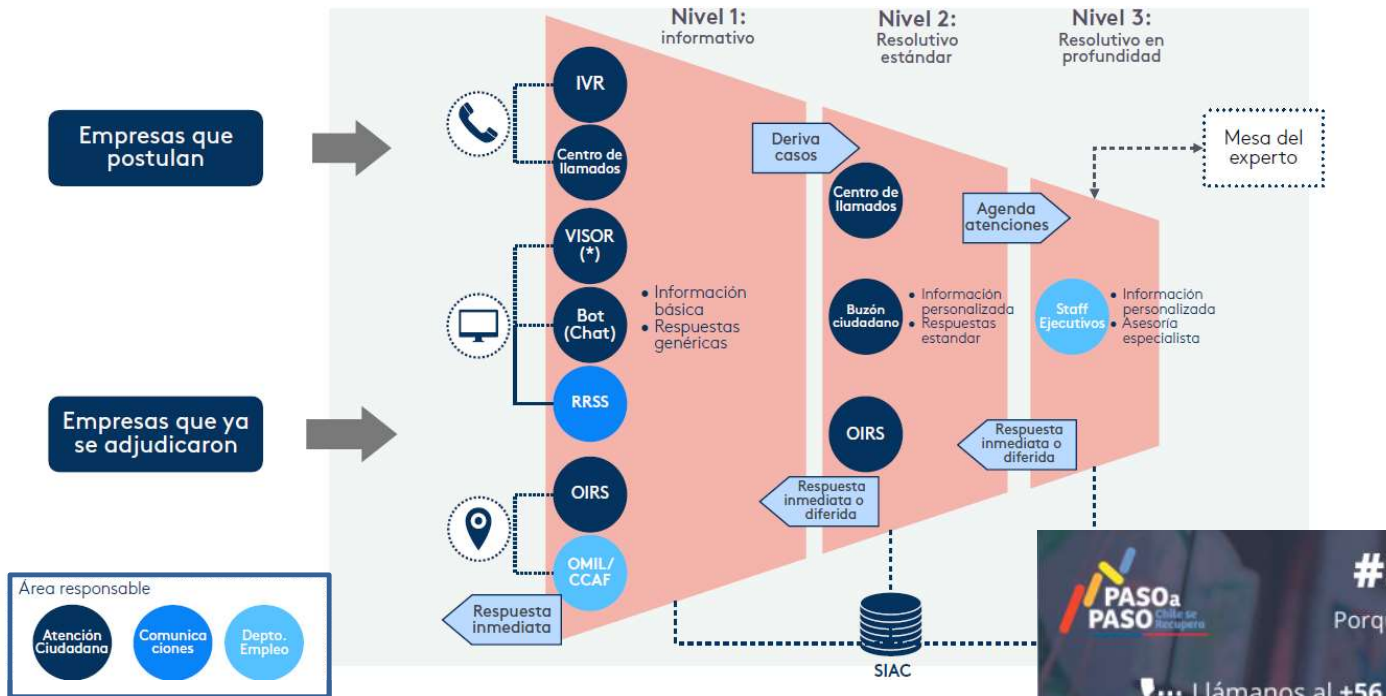 Nivel 1:
informativo
Nivel 2:
Resolutivo
estándar
Nivel 3:
Resolutivo en
profundidad
Empresas que
postulan
IVR
Centro de
llamados
VISOR
(*)
Bot
(Chat)
RRSS
OIRS
OMIL/
CCAF
• Información
básica
• Respuestas
genéricas
Deriva
casos
Centro de
llamados
Buzón
ciudadano
• Información
personalizada
• Respuestas
estandar
OIRS
Agenda
atenciones
Staff
Ejecutivos
• Información
personalizada
• Asesoría
especialista
Mesa del
experto
Empresas que ya
se adjudicaron
Respuesta
inmediata o
diferida
Respuesta
inmediata o
diferida
Respuesta
inmediata
Área responsable
Atención
Ciudadana
Comunica
ciones
Depto.
Empleo
SIAC
PASO a
PASO Chile se
Recupera
#
Porq
Llámanos al +56